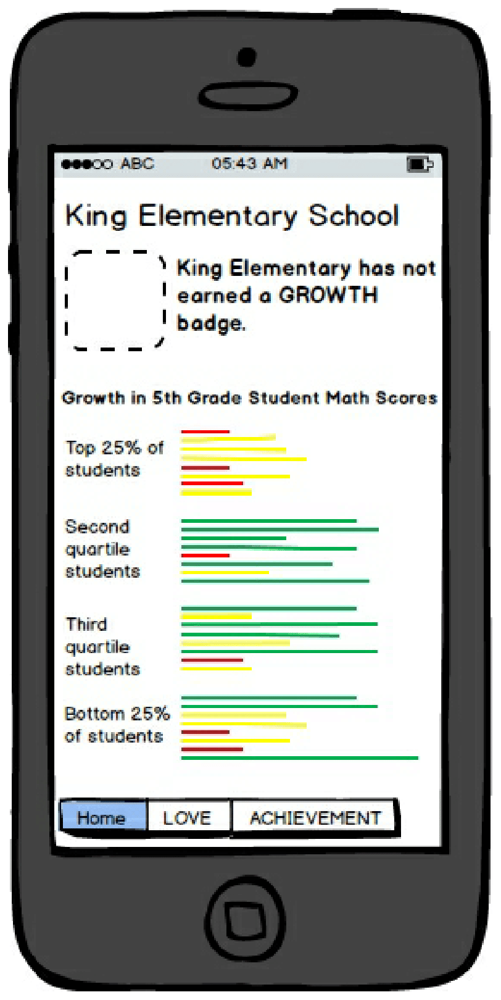 ABC 05:43 AM
King Elementary School
King Elementary has not
earned a GROWTH
badge.
Growth in 5th Grade Student Math Scores
Top 25% of
students
Second
quartile
students
Third
quartile
students
Bottom 25%
of students
Home LOVE ACHIEVEMENT